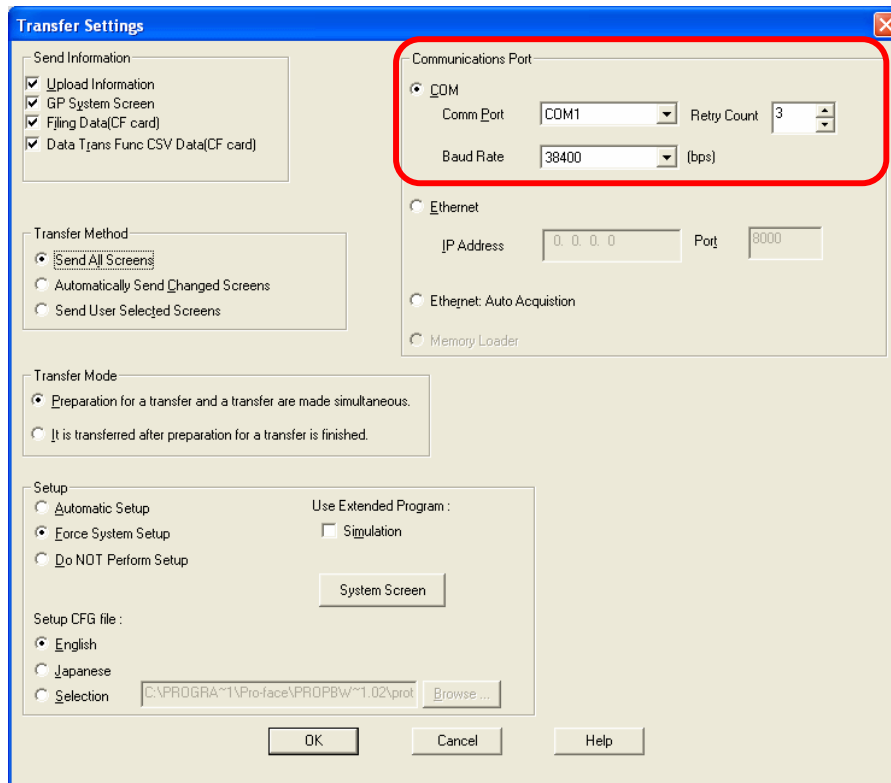 Transfer Settings
Send Information
Upload Information
GP System Screen
Filing Data(CF card)
Data Trans Func CSV Data(CF card)
Communications Port
COM
Comm Port COM1 Retry Count 3
Baud Rate 38400 (bps)
Ethernet
IP Address 0. 0. 0. 0 Port 8000
Ethernet: Auto Acquistion
Memory Loader
Transfer Method
Send All Screens
Automatically Send Changed Screens
Send User Selected Screens
Transfer Mode
Preparation for a transfer and a transfer are made simultaneous.
It is transferred after preparation for a transfer is finished.
Setup
Automatic Setup
Force System Setup
Do NOT Perform Setup
Use Extended Program :
Simulation
System Screen
Setup CFG file :
English
Japanese
Selection C:\PROGRA~1\Pro-face\PROPBW~1.02\prot Browse ...
OK Cancel Help